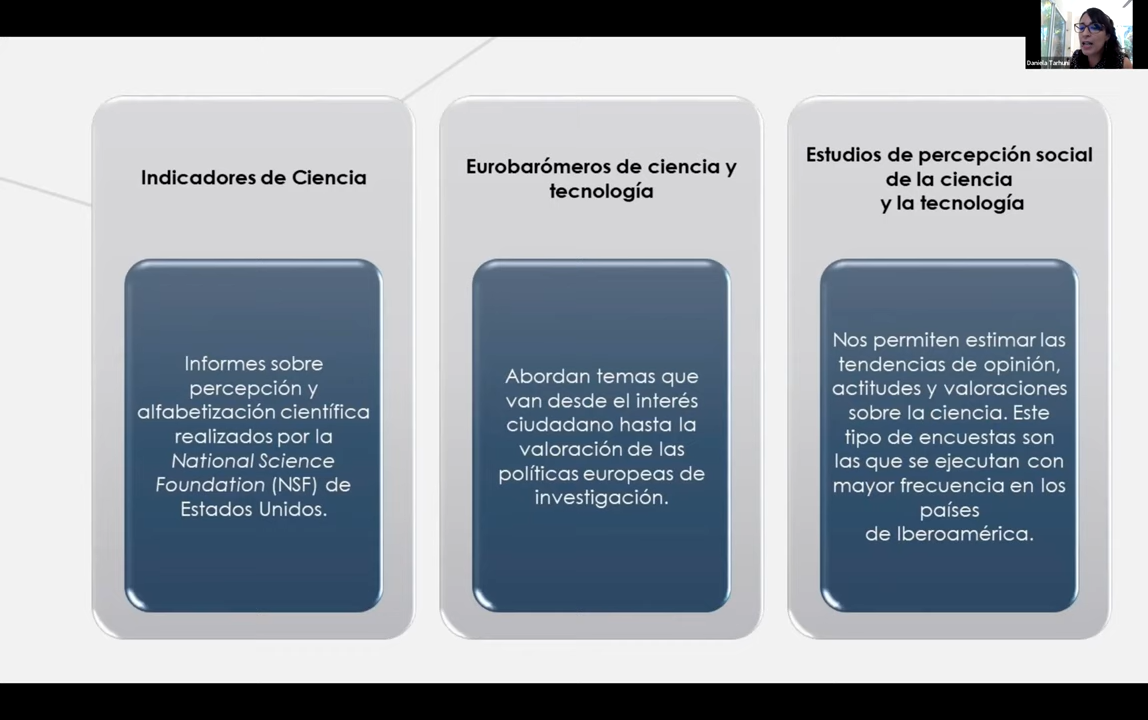 Daniela Tarhuni
Indicadores de Ciencia
Informes sobre
percepción y
alfabetización científica
realizados por la
National Science
Foundation (NSF) de
Estados Unidos.
Eurobarómeros de ciencia y
tecnología
Abordan temas que
van desde el interés
ciudadano hasta la
valoración de las
políticas europeas de
investigación.
Estudios de percepción social
de la ciencia
y la tecnología
Nos permiten estimar las
tendencias de opinión,
actitudes y valoraciones
sobre la ciencia. Este
tipo de encuestas son
las que se ejecutan con
mayor frecuencia en los
países
de Iberoamérica.